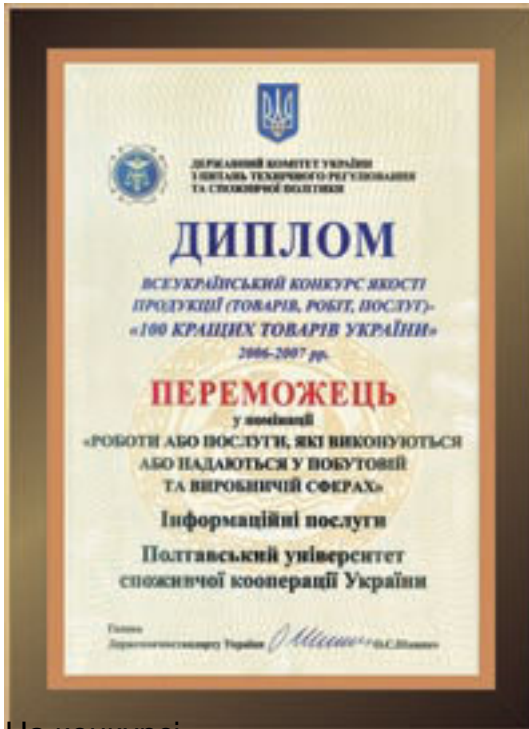 ДЕРЖАВНИЙ КОМІТЕТ УКРАЇНИ
З ПИТАНЬ ТЕХНІЧНОГО РЕГУЛЮВАННЯ
ТА СПОЖИВЧОЇ ПОЛІТИКИ
ДИПЛОМ
ВСЕУКРАЇНСЬКИЙ КОНКУРС ЯКОСТІ
ПРОДУКЦІЇ (ТОВАРІВ, РОБІТ, ПОСЛУГ)-
«100 КРАЩИХ ТОВАРІВ УКРАЇНИ»
2006-2007 рр.
ПЕРЕМОЖЕЦЬ
у номінації
«РОБОТИ АБО ПОСЛУГИ, ЯКІ ВИКОНУЮТЬСЯ
АБО НАДАЮТЬСЯ У ПОБУТОВІЙ
ТА ВИРОБНИЧІЙ СФЕРАХ»
Інформаційні послуги
Полтавський університет
споживчої кооперації України
Голова
Держспоживстандарту України
На конкурсі